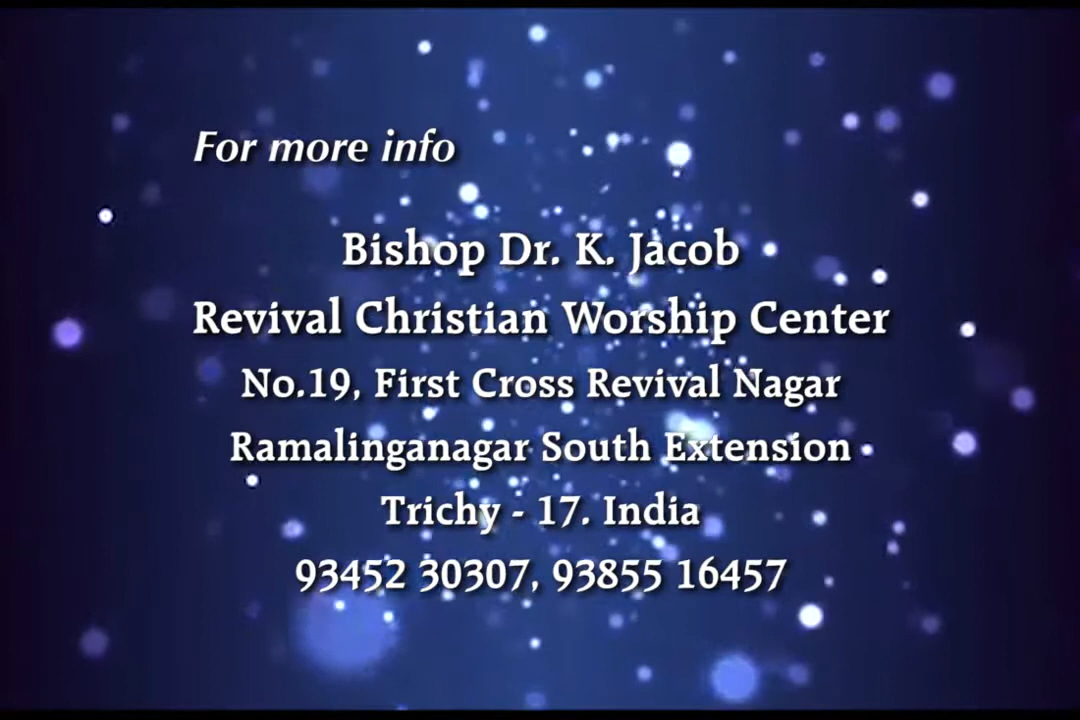 For more info
Bishop Dr. K. Jacob
Revival Christian Worship Center
No.19, First Cross Revival Nagar
Ramalinganagar South Extension
Trichy - 17. India
93452 30307, 93855 16457